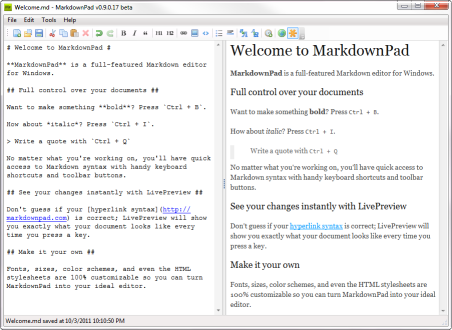 Welcome.md - MarkdownPad v0.9.0.17 beta
File Edit Tools Help
B I H1 H2
# Welcome to MarkdownPad #
**MarkdownPad** is a full-featured Markdown editor
for Windows.
## Full control over your documents ##
Want to make something **bold**? Press `Ctrl + B`.
How about *italic*? Press `Ctrl + I`.
> Write a quote with `Ctrl + Q`
No matter what you're working on, you'll have quick
access to Markdown syntax with handy keyboard
shortcuts and toolbar buttons.
## See your changes instantly with LivePreview ##
Don't guess if your [hyperlink syntax](http://
markdownpad.com) is correct; LivePreview will show
you exactly what your document looks like every
time you press a key.
## Make it your own ##
Fonts, sizes, color schemes, and even the HTML
stylesheets are 100% customizable so you can turn
MarkdownPad into your ideal editor.
Welcome to MarkdownPad
MarkdownPad is a full-featured Markdown editor for Windows.
Full control over your documents
Want to make something bold? Press Ctrl + B.
How about italic? Press Ctrl + I.
Write a quote with Ctrl + Q
No matter what you're working on, you'll have quick access to
Markdown syntax with handy keyboard shortcuts and toolbar
buttons.
See your changes instantly with LivePreview
Don't guess if your hyperlink syntax is correct; LivePreview will
show you exactly what your document looks like every time you
press a key.
Make it your own
Fonts, sizes, color schemes, and even the HTML stylesheets are
100% customizable so you can turn MarkdownPad into your ideal
editor.
Welcome.md saved at 10/3/2011 10:10:50 PM